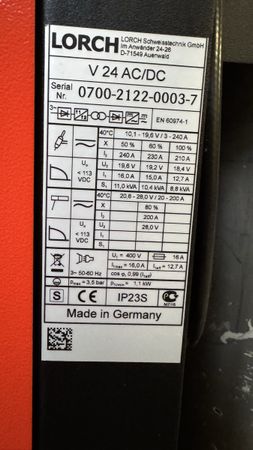 LORCH Lorch Schweisstechnik GmbH
Im Anwänder 24-26
D-71549 Auenwald
V 24 AC/DC
Serial Nr. 0700-2122-0003-7
3~ EN 60974-1
40°C 10,1 - 19,6 V / 3 - 240 A
X 50 % 60 % 100 %
I₂ 240 A 230 A 210 A
U₀ < 113 VDC U₂ 19,6 V 19,2 V 18,4 V
I₁ 16,0 A 15,0 A 12,7 A
S₁ 11,0 kVA 10,4 kVA 8,8 kVA
40°C 20,6 - 28,0 V / 20 - 200 A
X 60 %
I₂ 200 A
U₀ < 113 VDC U₂ 28,0 V
I₁
S₁
U₁ = 400 V 16 A
3~ 50-60 Hz I₁max = 16,0 A I₁eff = 12,7 A
cos φ 0,99 (I₁eff)
Pmax = 3,5 bar 1,1 kW
S CE IP23S
Made in Germany